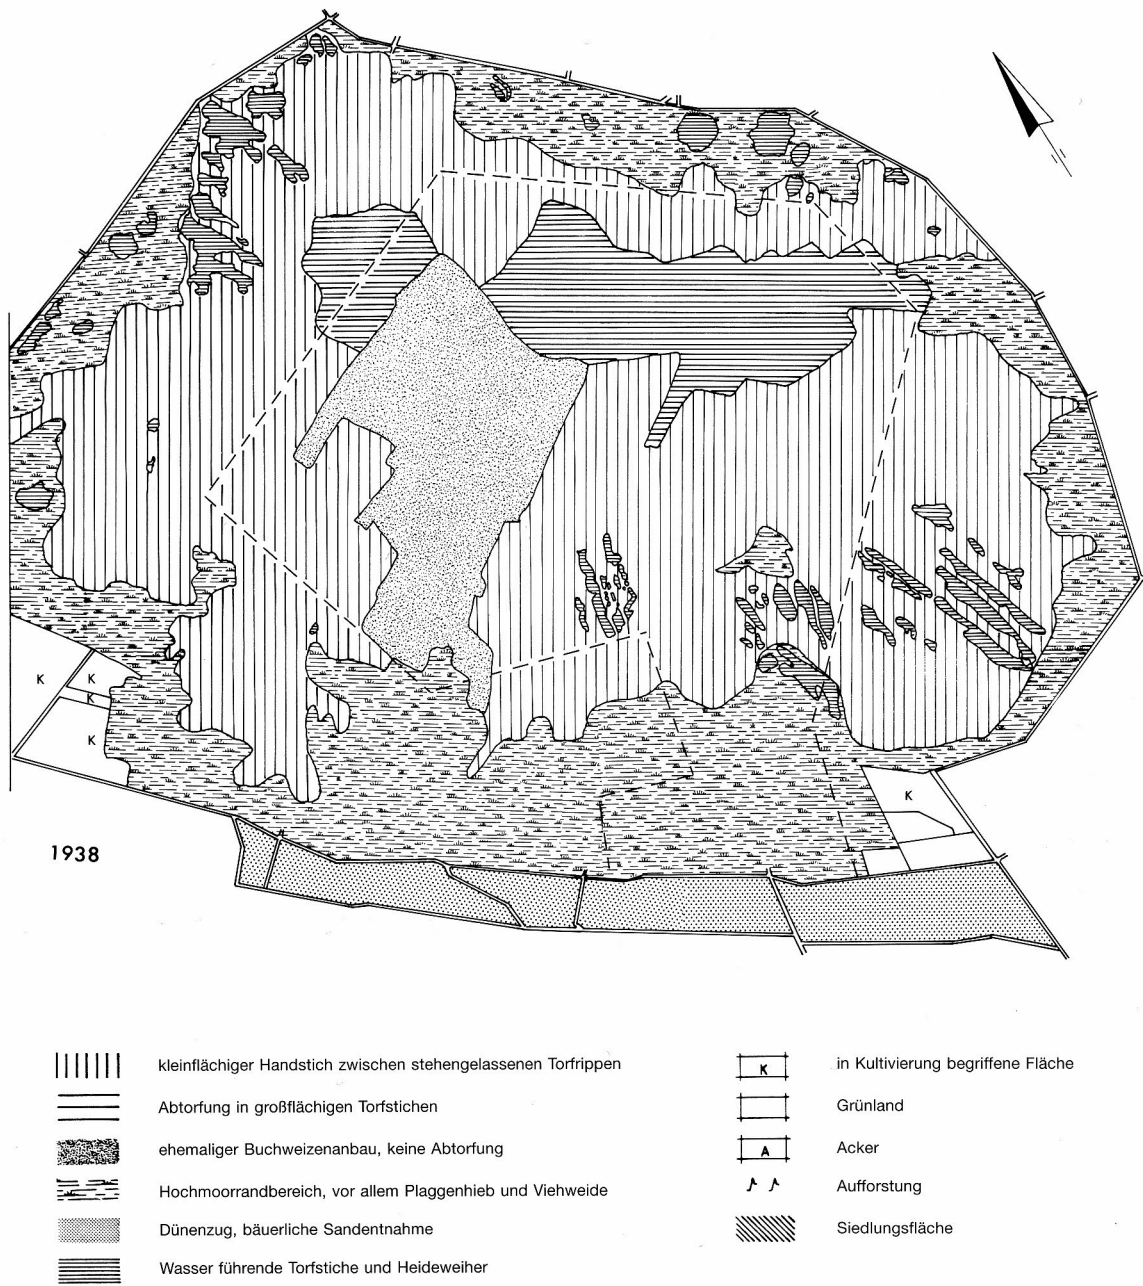 K
K
K
K
K
1938
kleinflächiger Handstich zwischen stehengelassenen Torfrippen
Abtorfung in großflächigen Torfstichen
ehemaliger Buchweizenanbau, keine Abtorfung
Hochmoorrandbereich, vor allem Plaggenhieb und Viehweide
Dünenzug, bäuerliche Sandentnahme
Wasser führende Torfstiche und Heideweiher
K in Kultivierung begriffene Fläche
Grünland
A Acker
Aufforstung
Siedlungsfläche